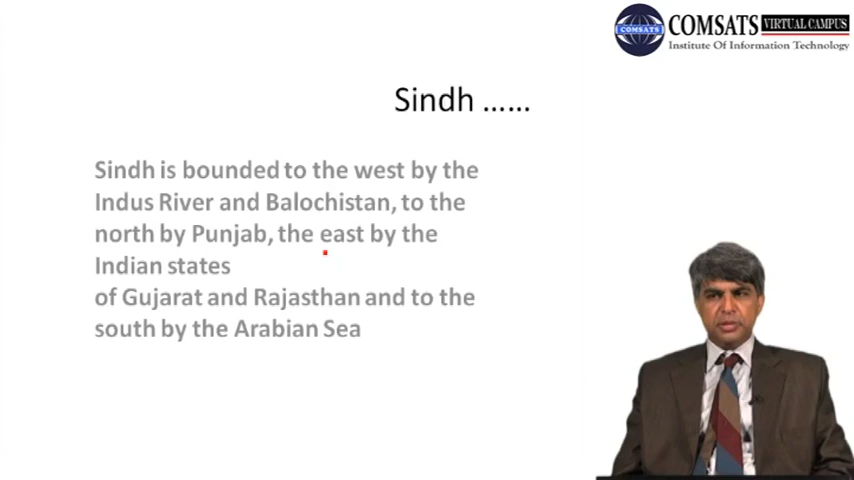 COMSATS
COMSATS VIRTUAL CAMPUS
Institute Of Information Technology
Sindh ......
Sindh is bounded to the west by the
Indus River and Balochistan, to the
north by Punjab, the east by the
Indian states
of Gujarat and Rajasthan and to the
south by the Arabian Sea